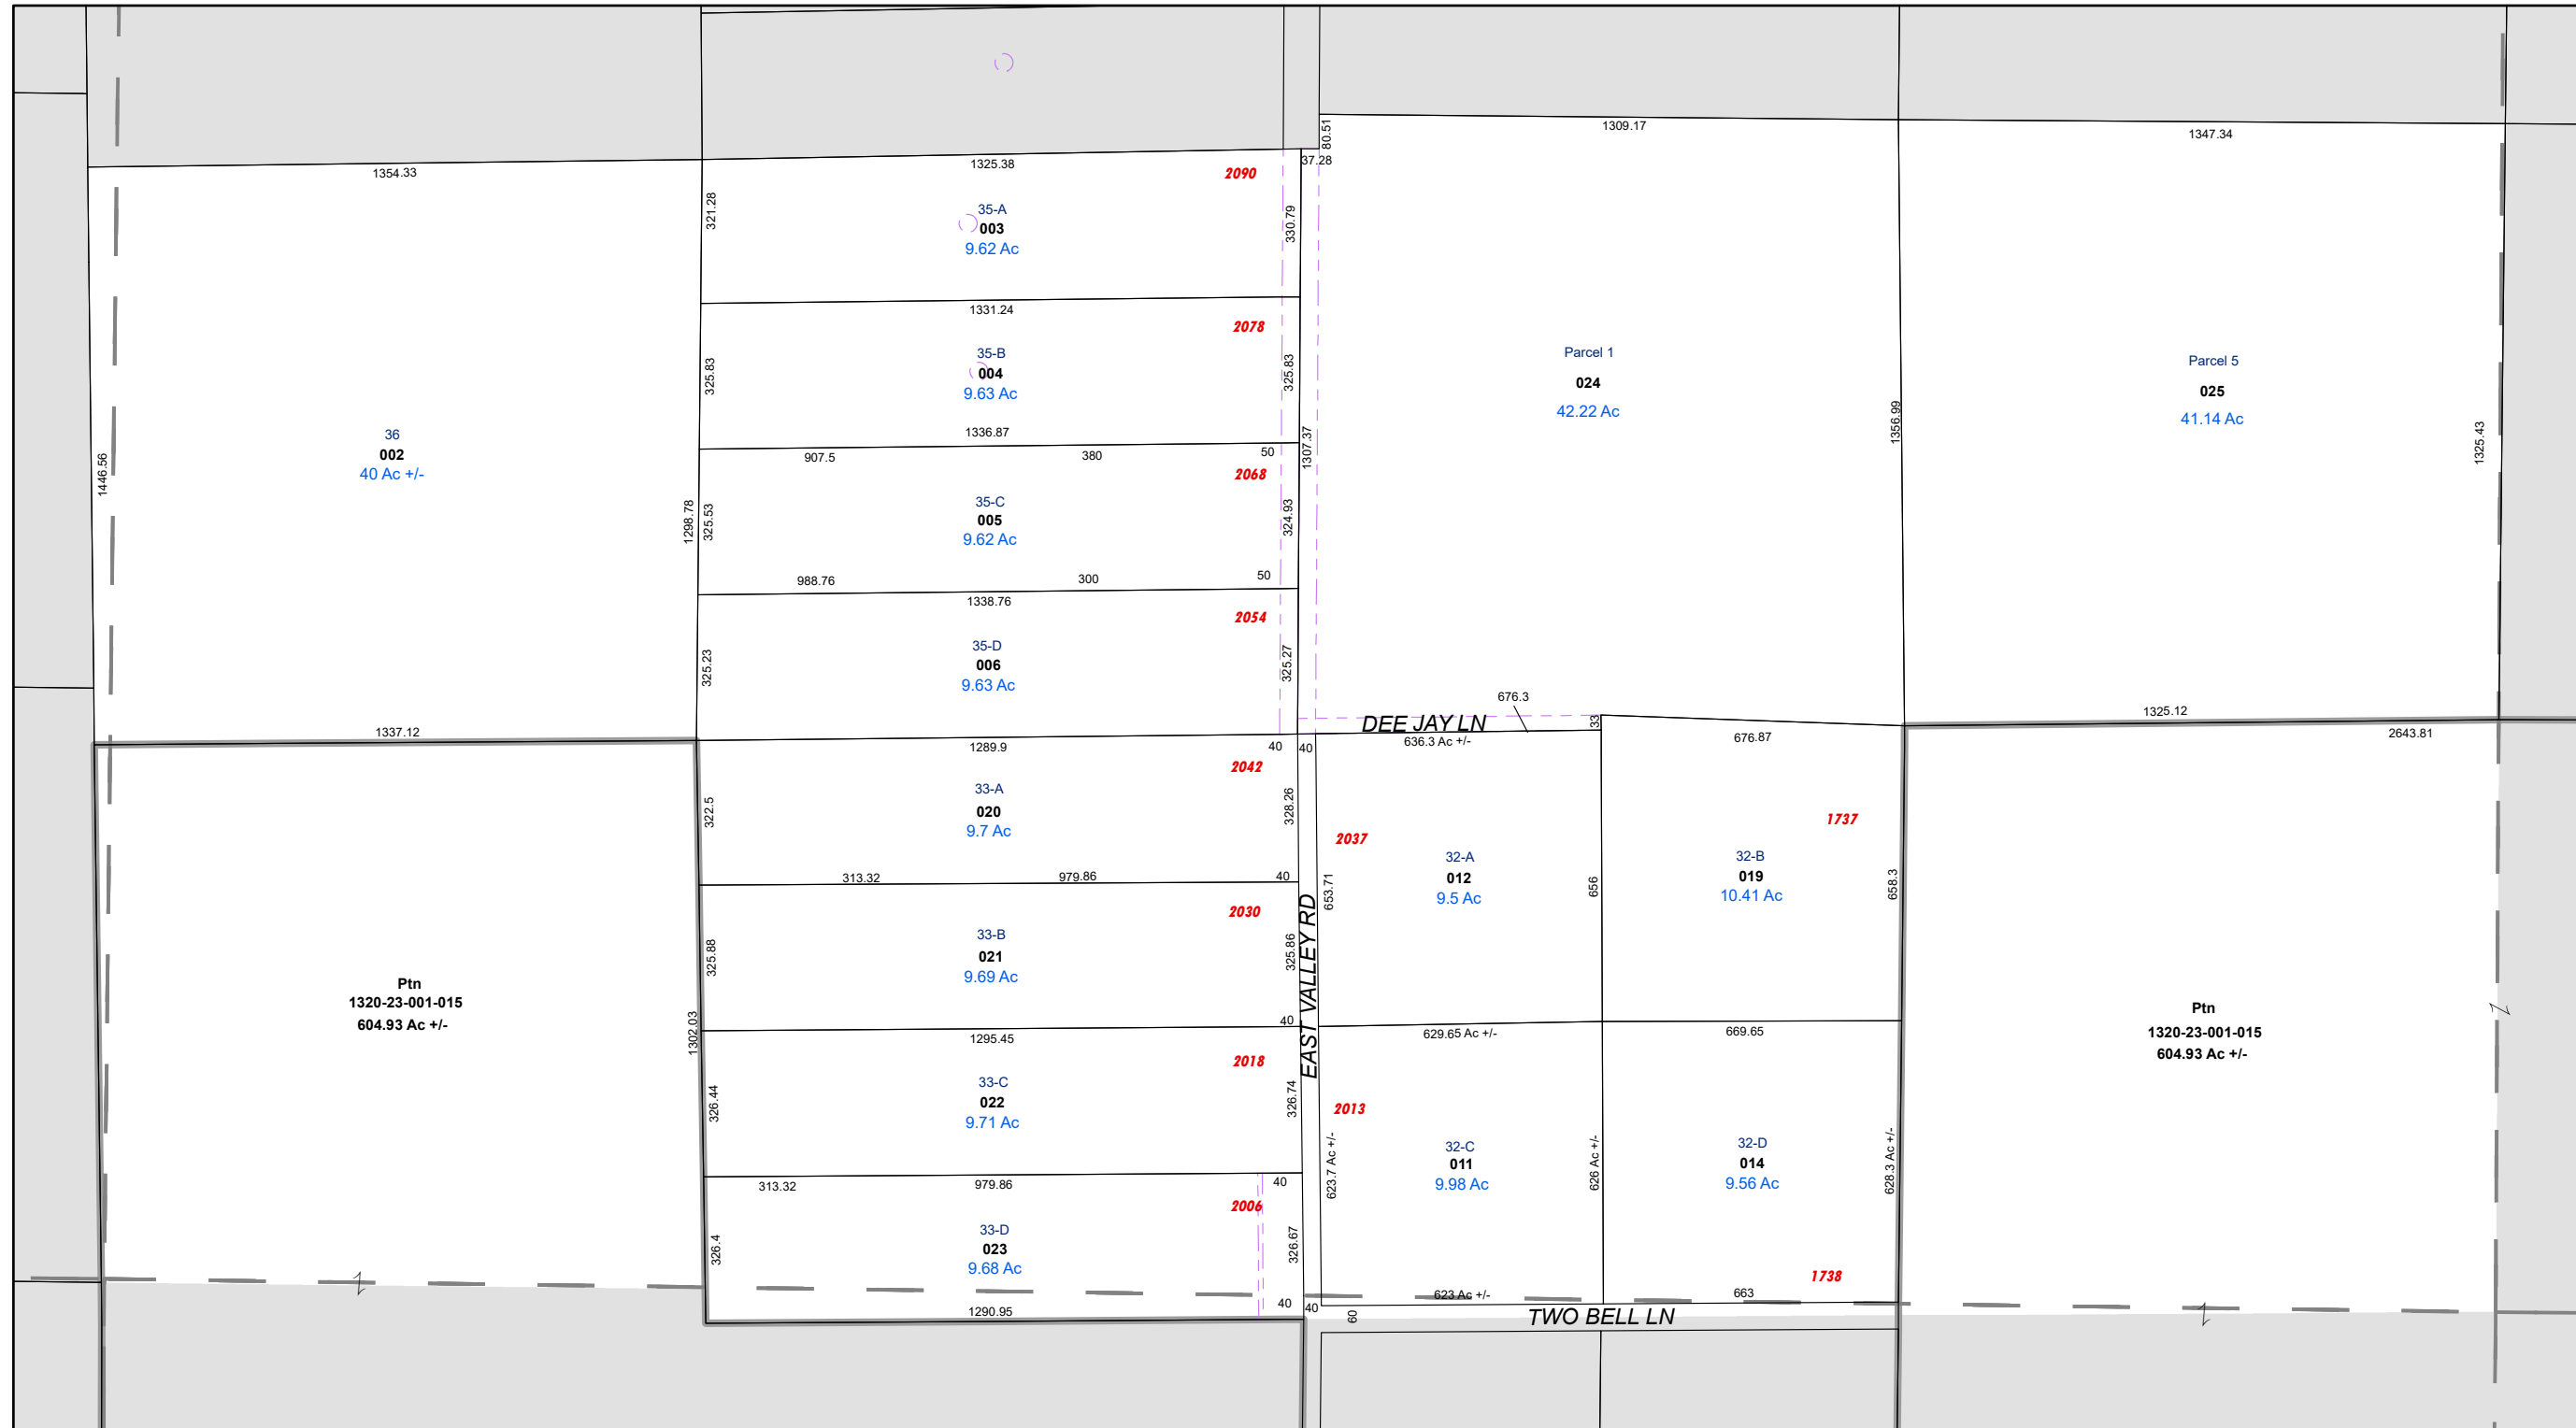 1354.33
1325.38
37.28
80.51
1309.17
1347.34
2090
321.28
35-A
003
9.62 Ac
330.79
1331.24
2078
325.83
35-B
004
9.63 Ac
325.83
1336.87
Parcel 1
024
42.22 Ac
Parcel 5
025
41.14 Ac
36
002
40 Ac +/-
1446.56
1298.78
907.5
380
50
2068
325.53
35-C
005
9.62 Ac
324.93
1307.37
1356.99
1325.43
988.76
300
50
1338.76
2054
325.23
35-D
006
9.63 Ac
325.27
676.3
DEE JAY LN
33
1337.12
1289.9
40
40
636.3 Ac +/-
676.87
1325.12
2643.81
2042
322.5
33-A
020
9.7 Ac
328.26
313.32
979.86
40
2037
32-A
012
9.5 Ac
653.71
656
1737
32-B
019
10.41 Ac
658.3
2030
325.88
33-B
021
9.69 Ac
325.86
40
EAST VALLEY RD
Ptn
1320-23-001-015
604.93 Ac +/-
1302.03
1295.45
629.65 Ac +/-
669.65
Ptn
1320-23-001-015
604.93 Ac +/-
2018
326.44
33-C
022
9.71 Ac
326.74
2013
32-C
011
9.98 Ac
623.7 Ac +/-
626 Ac +/-
32-D
014
9.56 Ac
628.3 Ac +/-
313.32
979.86
40
2006
326.4
33-D
023
9.68 Ac
326.67
1738
1290.95
40
40
623 Ac +/-
663
60
TWO BELL LN